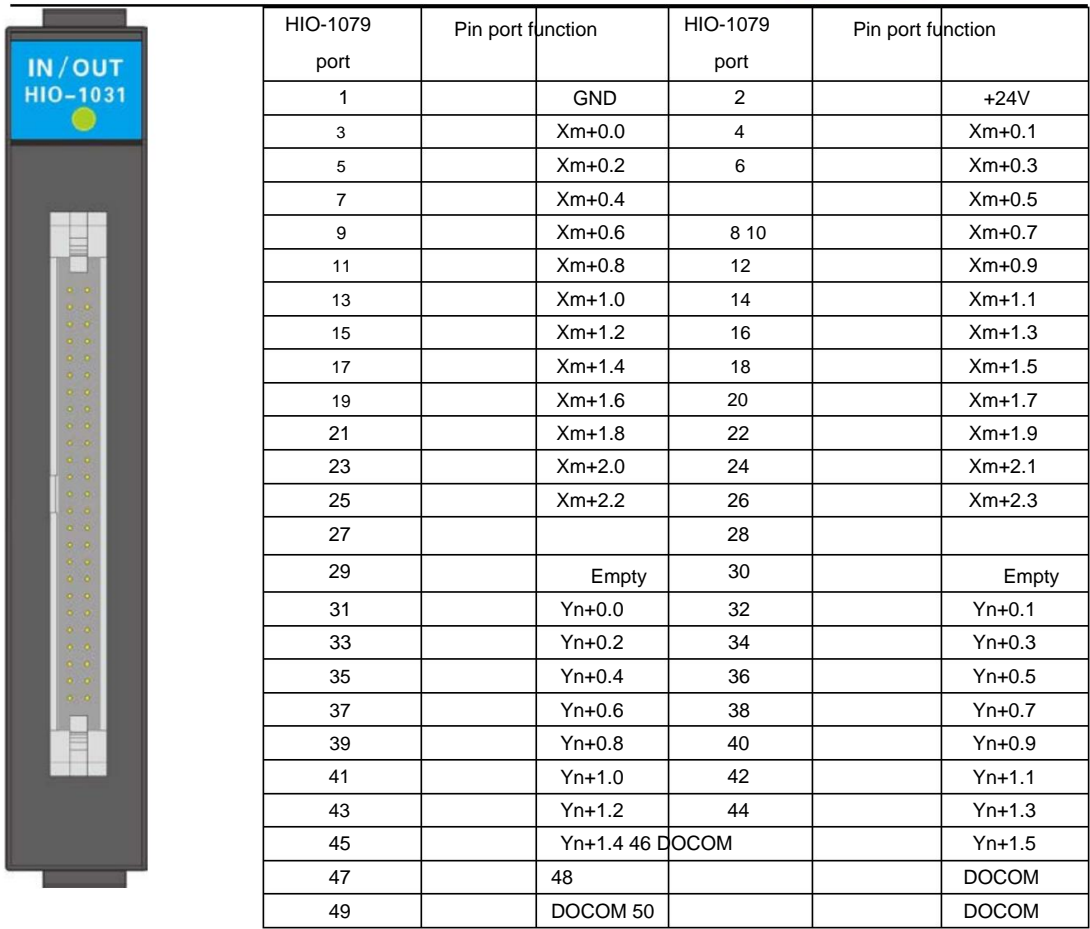 IN/OUT
HIO-1031
HIO-1079 port Pin port function HIO-1079 port Pin port function
1 GND 2 +24V
3 Xm+0.0 4 Xm+0.1
5 Xm+0.2 6 Xm+0.3
7 Xm+0.4 Xm+0.5
9 Xm+0.6 8 10 Xm+0.7
11 Xm+0.8 12 Xm+0.9
13 Xm+1.0 14 Xm+1.1
15 Xm+1.2 16 Xm+1.3
17 Xm+1.4 18 Xm+1.5
19 Xm+1.6 20 Xm+1.7
21 Xm+1.8 22 Xm+1.9
23 Xm+2.0 24 Xm+2.1
25 Xm+2.2 26 Xm+2.3
27 28
29 Empty 30 Empty
31 Yn+0.0 32 Yn+0.1
33 Yn+0.2 34 Yn+0.3
35 Yn+0.4 36 Yn+0.5
37 Yn+0.6 38 Yn+0.7
39 Yn+0.8 40 Yn+0.9
41 Yn+1.0 42 Yn+1.1
43 Yn+1.2 44 Yn+1.3
45 Yn+1.4 46 DOCOM Yn+1.5
47 48 DOCOM
49 DOCOM 50 DOCOM